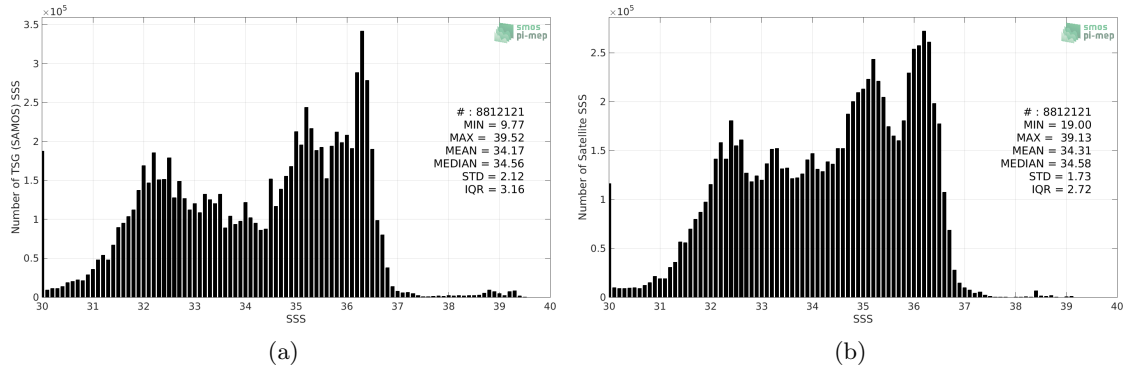 ×10⁵
3.5
3
2.5
2
1.5
1
0.5
0
Number of TSG (SAMOS) SSS
smos
pi-mep
# : 8812121
MIN = 9.77
MAX = 39.52
MEAN = 34.17
MEDIAN = 34.56
STD = 2.12
IQR = 3.16
30 31 32 33 34 35 36 37 38 39 40
SSS
(a)
×10⁵
2.5
2
1.5
1
0.5
0
Number of Satellite SSS
smos
pi-mep
# : 8812121
MIN = 19.00
MAX = 39.13
MEAN = 34.31
MEDIAN = 34.58
STD = 1.73
IQR = 2.72
30 31 32 33 34 35 36 37 38 39 40
SSS
(b)